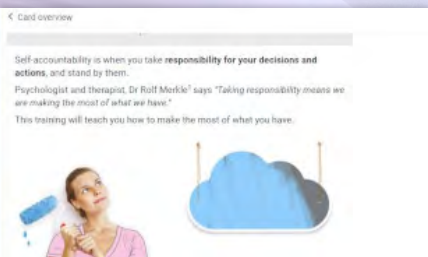 Card overview
Self-accountability is when you take responsibility for your decisions and
actions, and stand by them.
Psychologist and therapist, Dr Rolf Merkle¹ says "Taking responsibility means we
are making the most of what we have."
This training will teach you how to make the most of what you have.